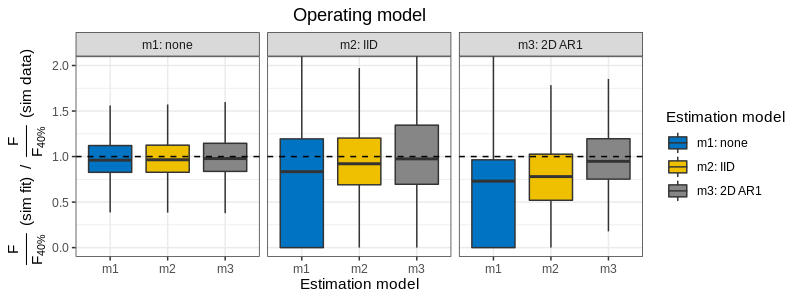 Operating model
m1: none
m2: IID
m3: 2D AR1
F / F40% (sim fit) / F / F40% (sim data)
2.0
1.5
1.0
0.5
0.0
m1 m2 m3
m1 m2 m3
m1 m2 m3
Estimation model
Estimation model
m1: none
m2: IID
m3: 2D AR1